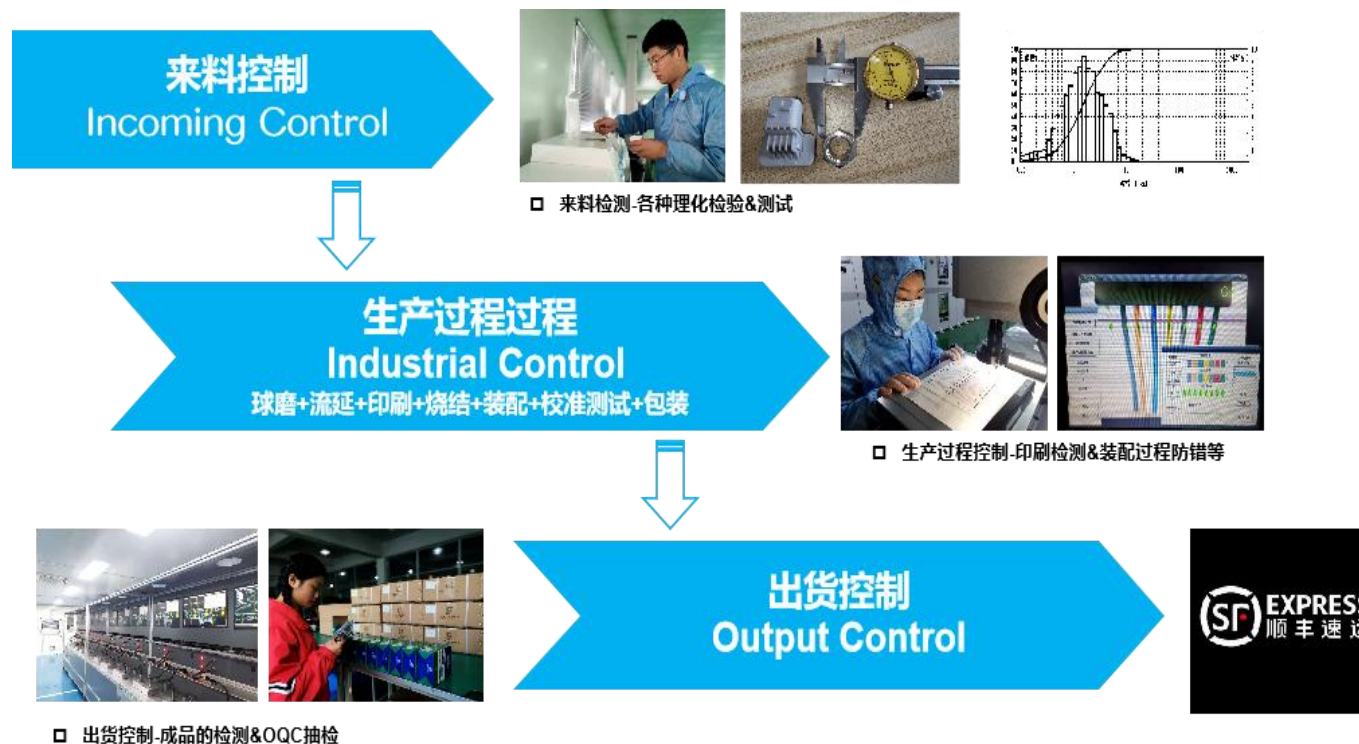 来料控制
Incoming Control
来料检测-各种理化检验&测试
生产过程过程
Industrial Control
球磨+流延+印刷+烧结+装配+校准测试+包装
生产过程控制-印刷检测&装配过程防错等
出货控制
Output Control
SF EXPRESS
顺丰速运
出货控制-成品的检测&OQC抽检